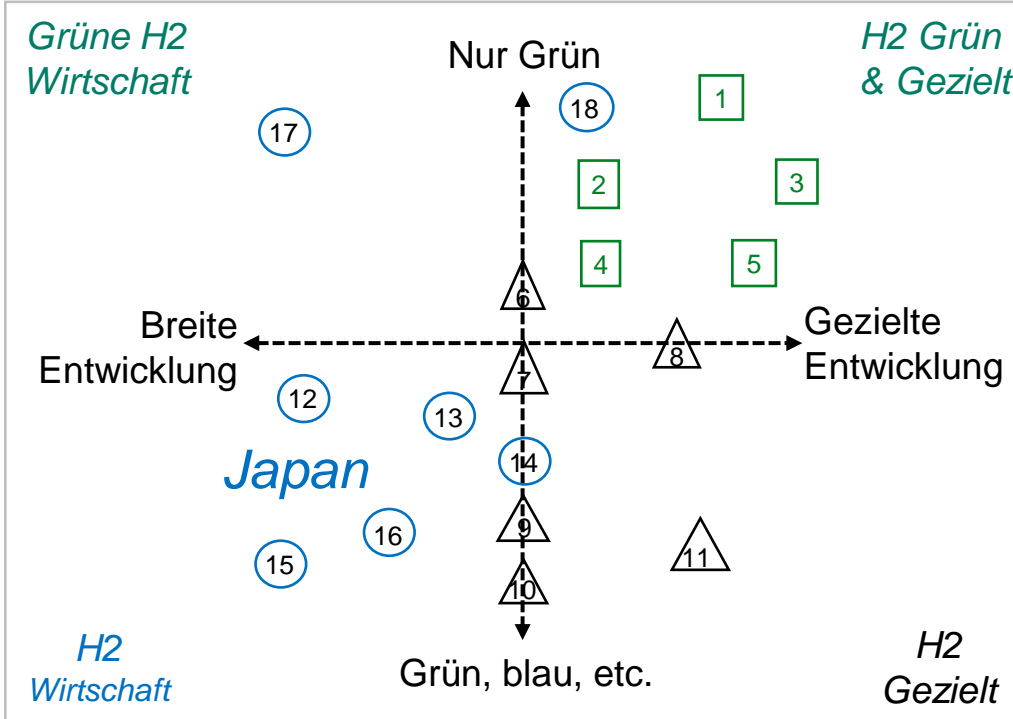 Grüne H2
Wirtschaft
Nur Grün
H2 Grün
& Gezielt
1
17
18
2
3
4
5
6
Breite
Entwicklung
Gezielte
Entwicklung
7
8
12
13
Japan
14
16
9
15
11
10
H2
Wirtschaft
Grün, blau, etc.
H2
Gezielt